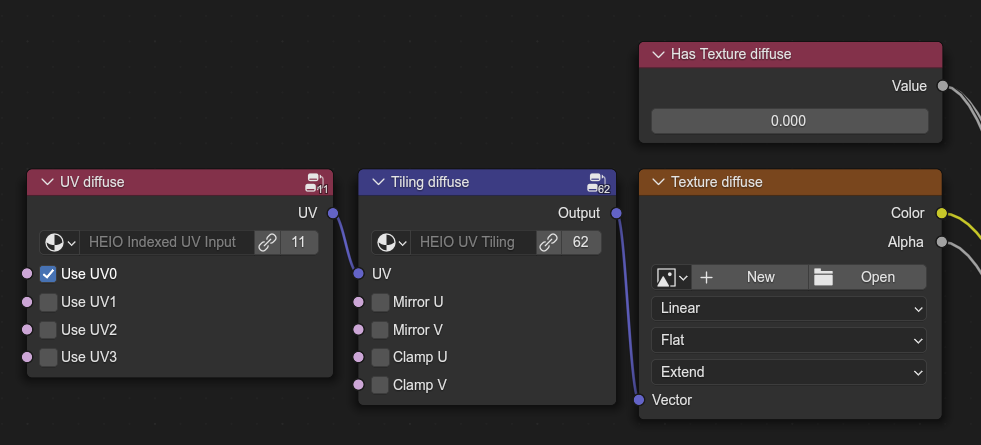 Has Texture diffuse
Value
0.000
UV diffuse
11
UV
HEIO Indexed UV Input
11
Use UV0
Use UV1
Use UV2
Use UV3
Tiling diffuse
62
Output
HEIO UV Tiling
62
UV
Mirror U
Mirror V
Clamp U
Clamp V
Texture diffuse
Color
Alpha
New
Open
Linear
Flat
Extend
Vector